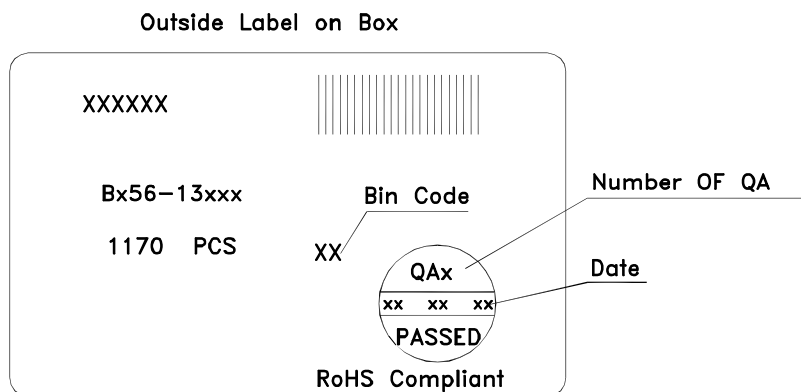 Outside Label on Box
XXXXXX
Bx56-13xxx
Bin Code
Number OF QA
1170 PCS
XX
QAx
Date
xx xx xx
PASSED
RoHS Compliant